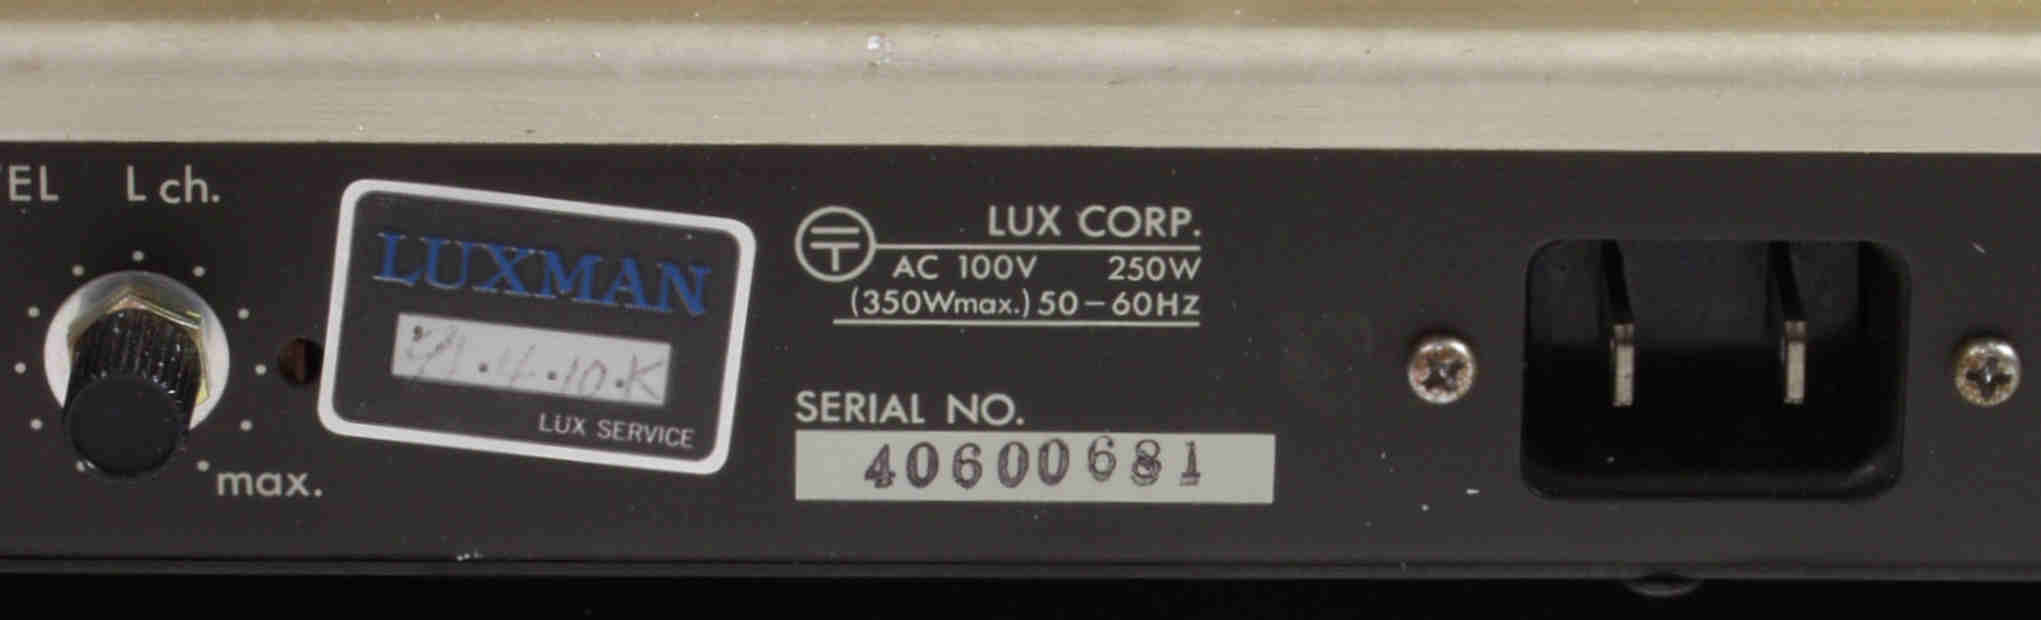 EL L ch.
max.
LUXMAN
'91.4.10.K
LUX SERVICE
LUX CORP.
AC 100V 250W
(350Wmax.) 50-60Hz
SERIAL NO.
40600681